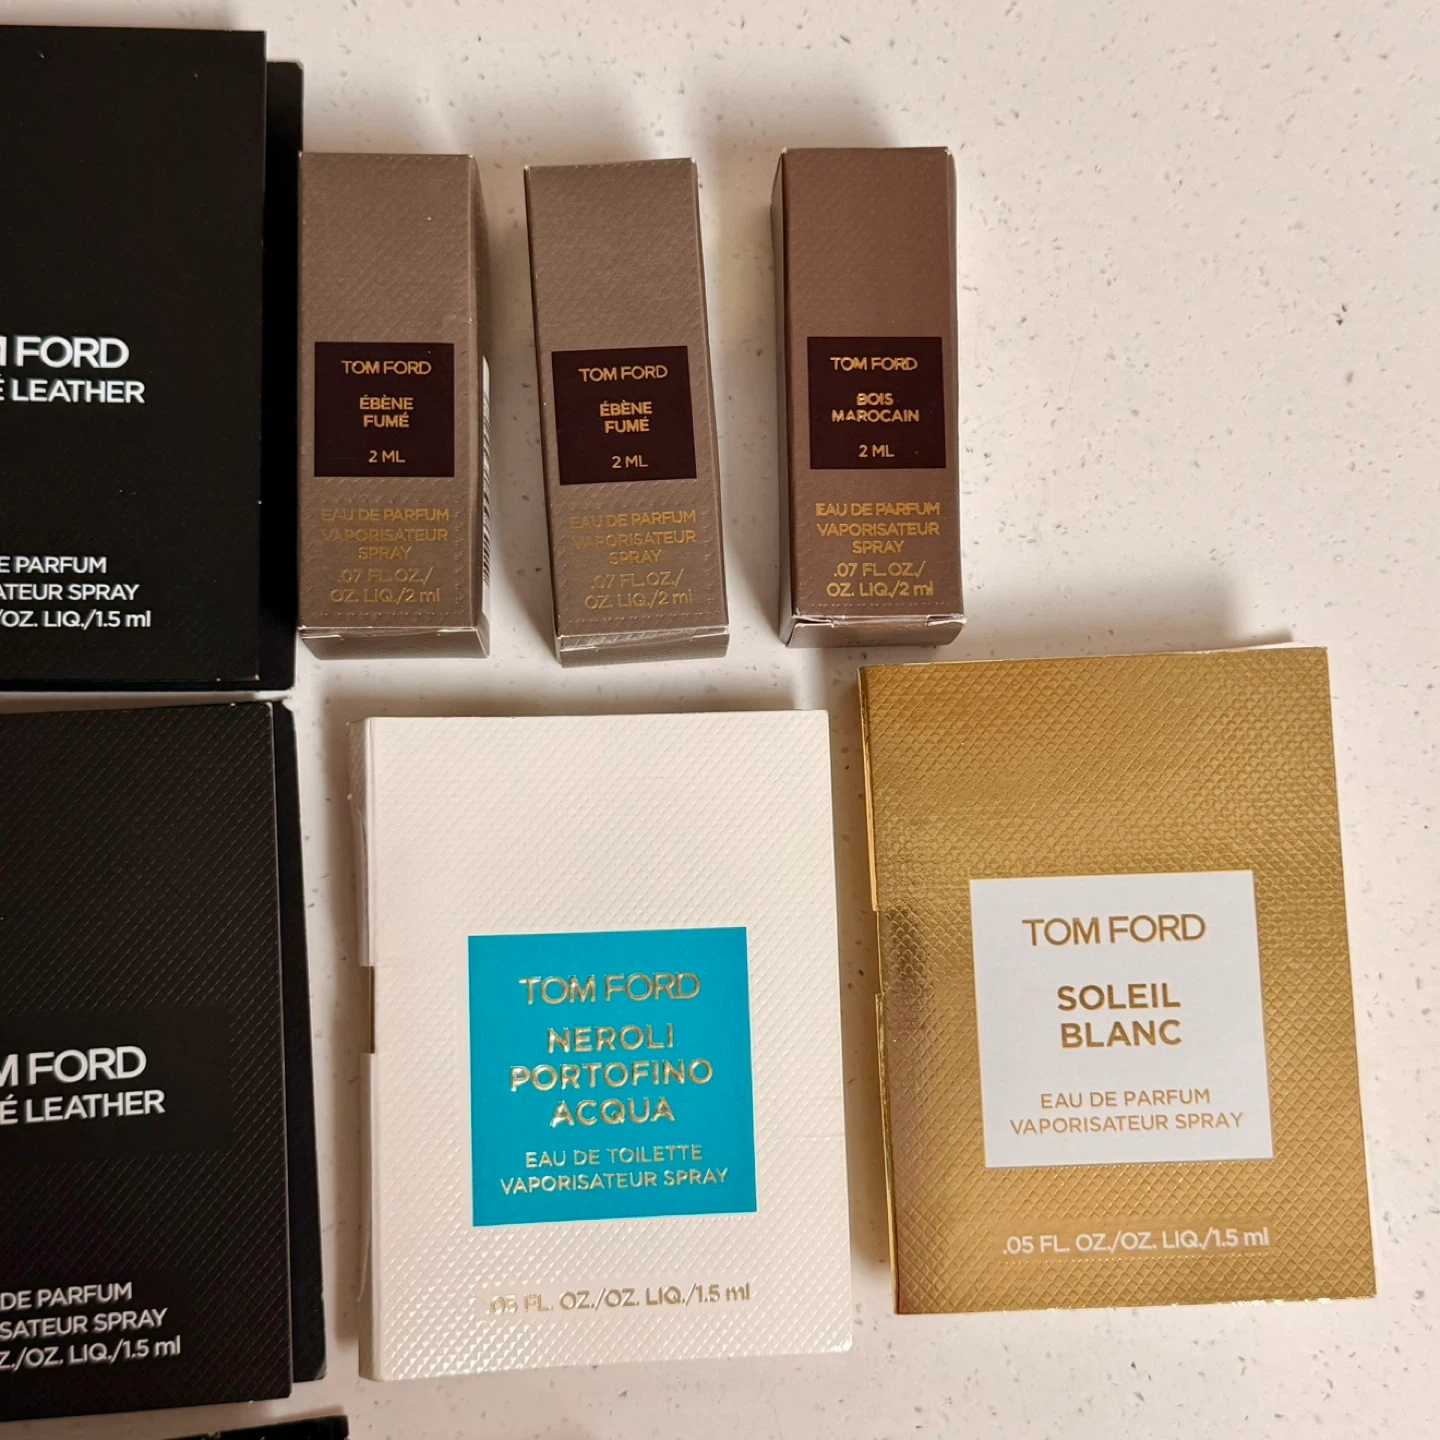 M FORD
É LEATHER
E PARFUM
ATEUR SPRAY
/OZ. LIQ./1.5 ml
TOM FORD
ÉBÈNE
FUMÉ
2 ML
EAU DE PARFUM
VAPORISATEUR
SPRAY
.07 FL.OZ./
OZ. LIQ./2 ml
TOM FORD
ÉBÈNE
FUMÉ
2 ML
EAU DE PARFUM
VAPORISATEUR
SPRAY
.07 FL.OZ./
OZ. LIQ./2 ml
TOM FORD
BOIS
MAROCAIN
2 ML
EAU DE PARFUM
VAPORISATEUR
SPRAY
.07 FL.OZ./
OZ. LIQ./2 ml
M FORD
É LEATHER
DE PARFUM
SATEUR SPRAY
Z./OZ. LIQ./1.5 ml
TOM FORD
NEROLI
PORTOFINO
ACQUA
EAU DE TOILETTE
VAPORISATEUR SPRAY
.05 FL. OZ./OZ. LIQ./1.5 ml
TOM FORD
SOLEIL
BLANC
EAU DE PARFUM
VAPORISATEUR SPRAY
.05 FL. OZ./OZ. LIQ./1.5 ml